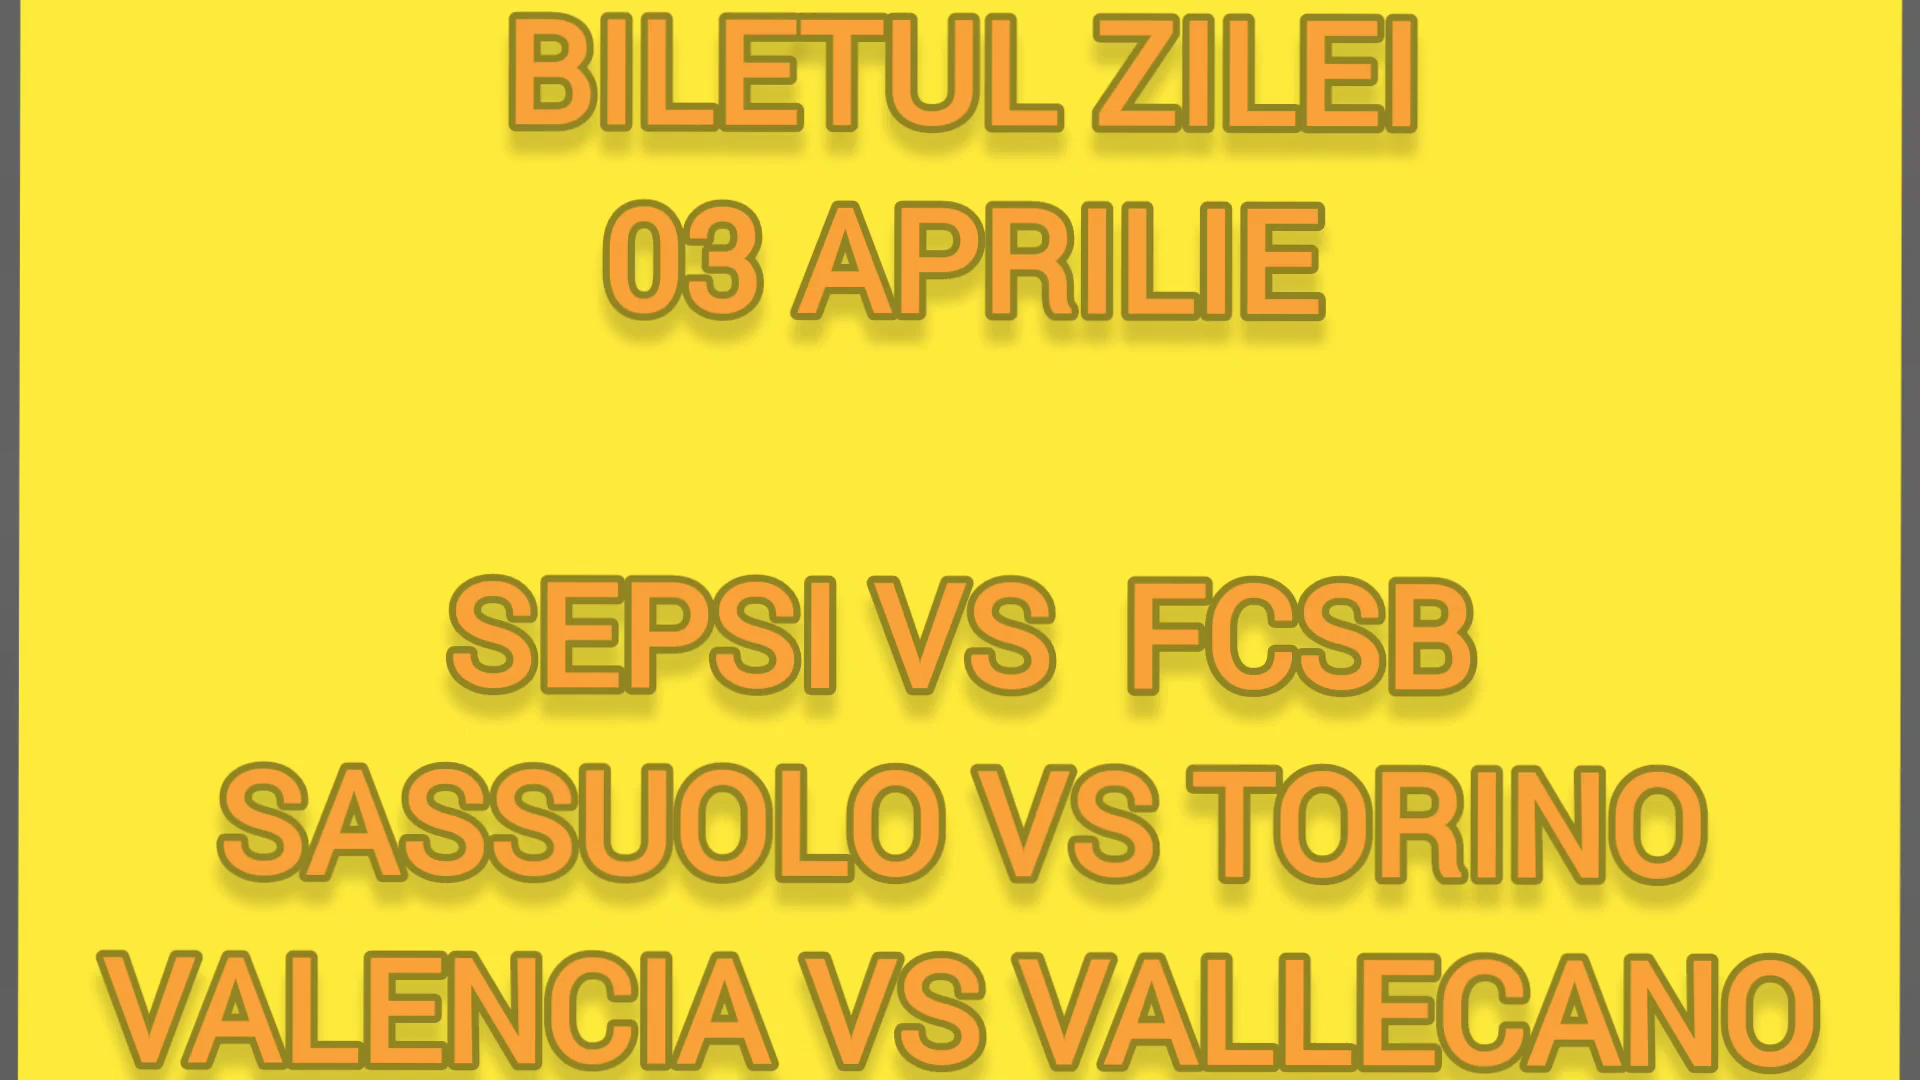 BILETUL ZILEI
03 APRILIE
SEPSI VS FCSB
SASSUOLO VS TORINO
VALENCIA VS VALLECANO